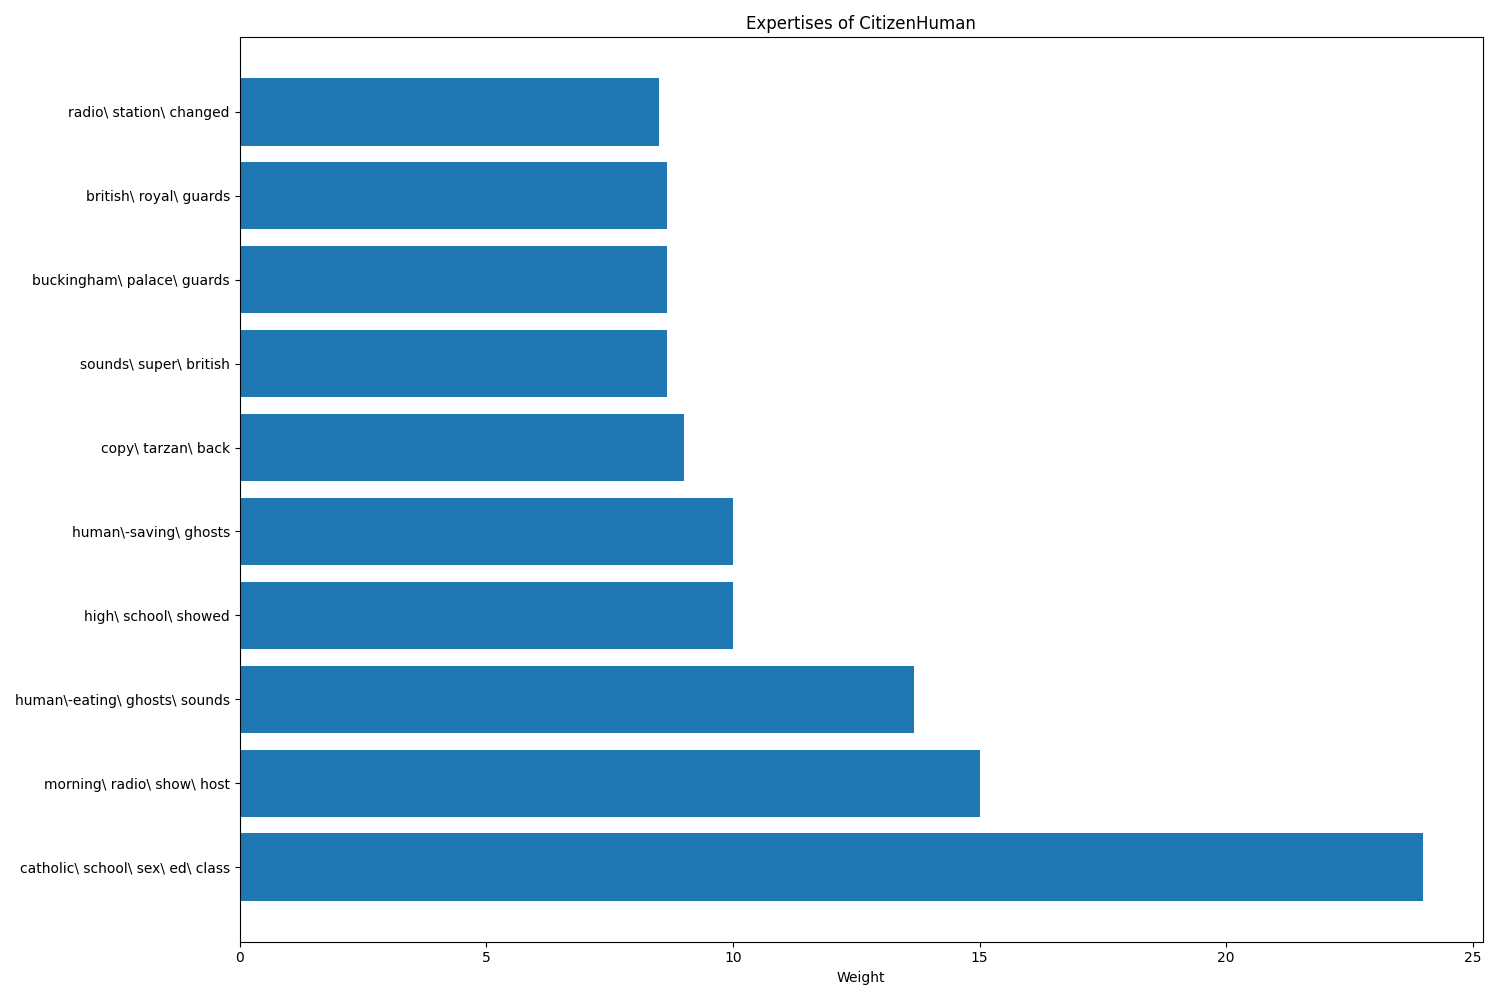 Expertises of CitizenHuman
radio\ station\ changed
british\ royal\ guards
buckingham\ palace\ guards
sounds\ super\ british
copy\ tarzan\ back
human\-saving\ ghosts
high\ school\ showed
human\-eating\ ghosts\ sounds
morning\ radio\ show\ host
catholic\ school\ sex\ ed\ class
0 5 10 15 20 25
Weight